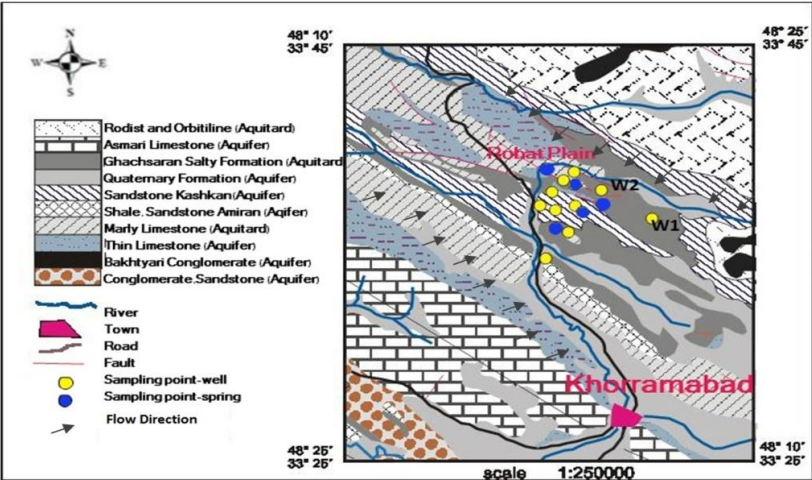 N
W E
S
Rodist and Orbitiline (Aquitard)
Asmari Limestone (Aquifer)
Ghachsaran Salty Formation (Aquitard
Quaternary Formation (Aquifer)
Sandstone Kashkan(Aquifer)
Shale. Sandstone Amiran (Aqifer)
Marly Limestone (Aquitard)
Thin Limestone (Aquifer)
Bakhtyari Conglomerate (Aquifer)
Conglomerate.Sandstone (Aquifer)
River
Town
Road
Fault
Sampling point-well
Sampling point-spring
Flow Direction
48° 10'
33° 45'
48° 25'
33° 45'
Robat Plain
W2
W1
Khorramabad
48° 25'
33° 25'
48° 10'
33° 25'
scale 1:250000